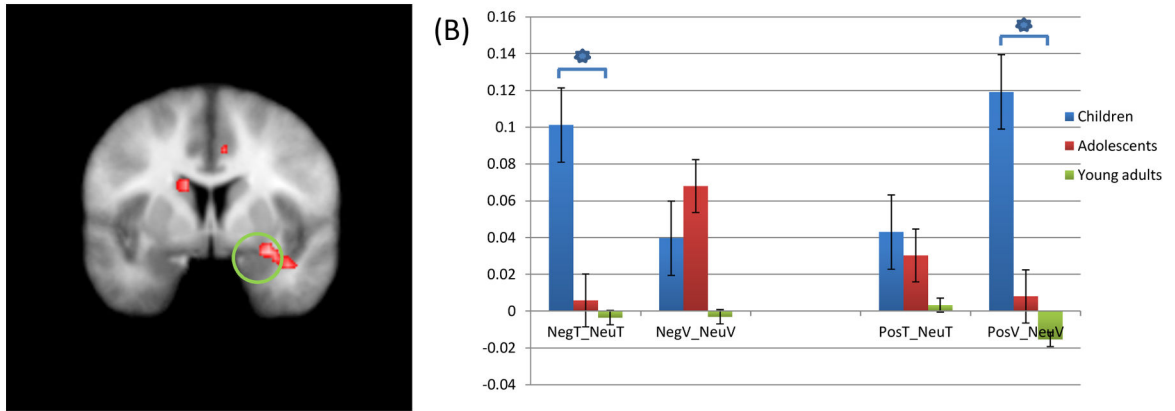 (B)
0.16
0.14
0.12
0.1
0.08
0.06
0.04
0.02
0
-0.02
-0.04
NegT_NeuT
NegV_NeuV
PosT_NeuT
PosV_NeuV
Children
Adolescents
Young adults